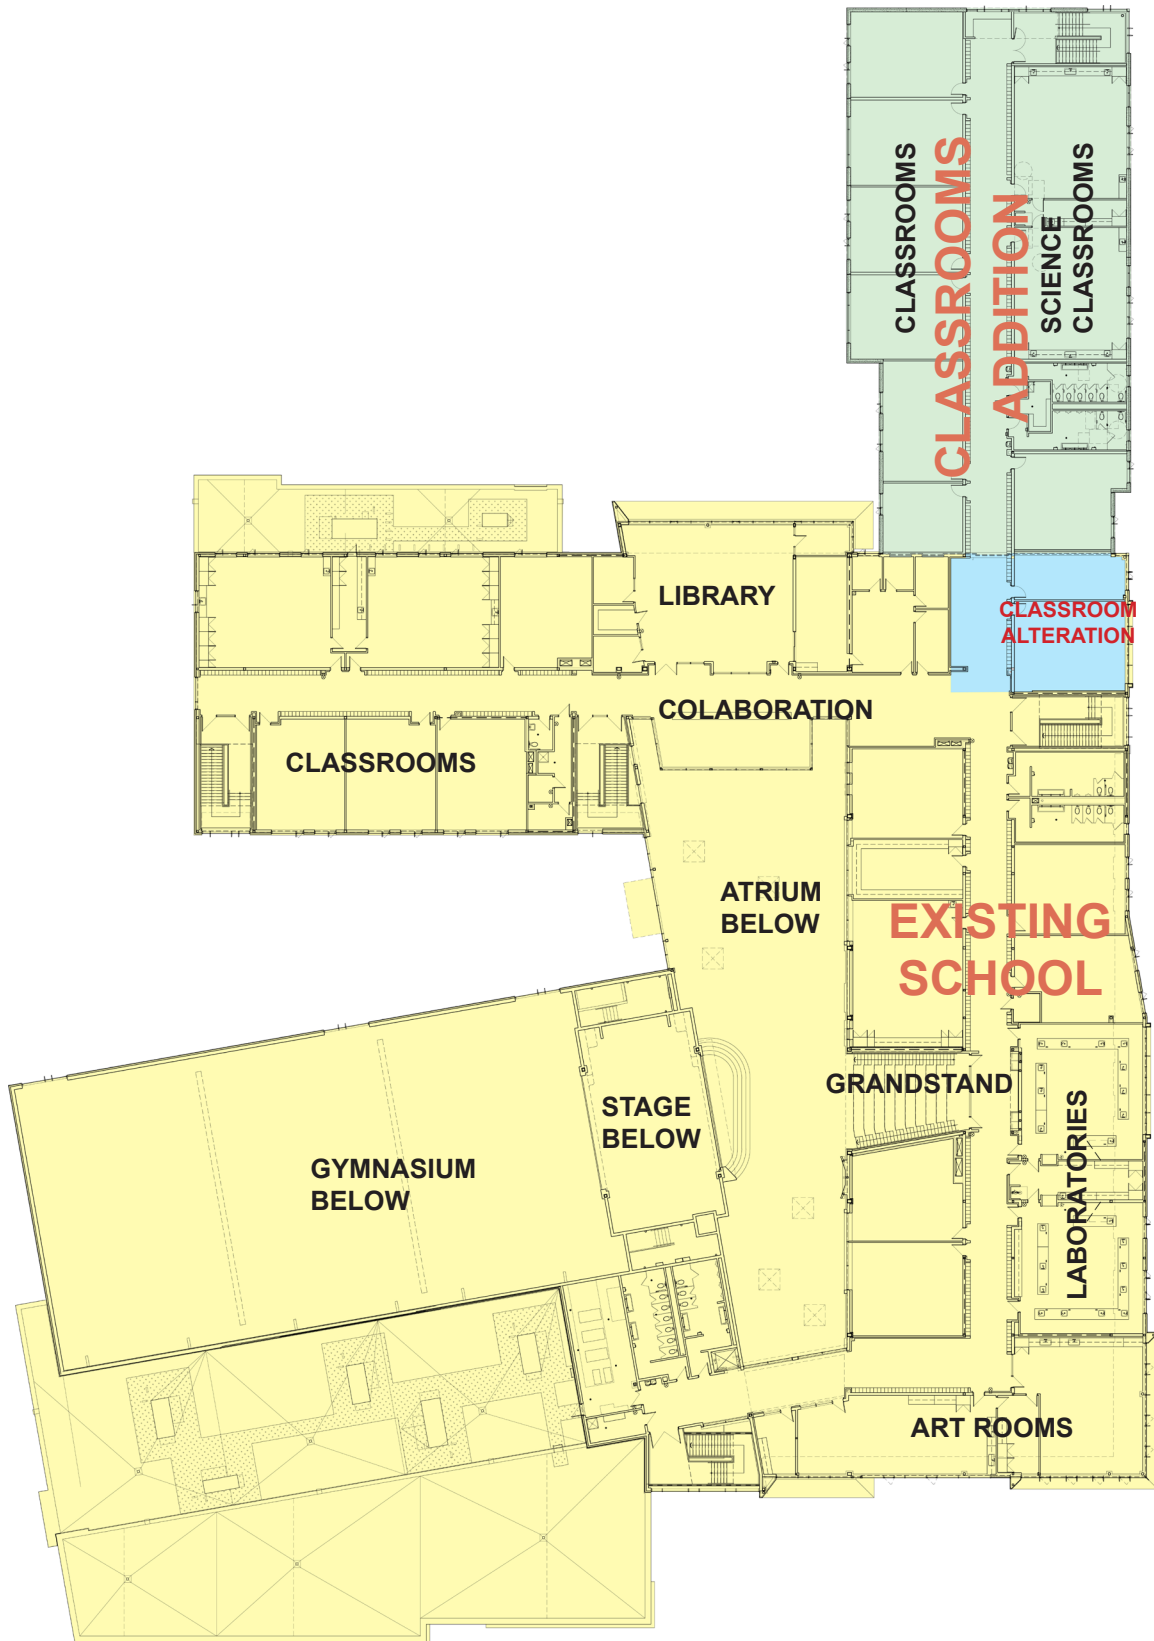 CLASSROOMS
CLASSROOMS
ADDITION
SCIENCE
CLASSROOMS
LIBRARY
CLASSROOM
ALTERATION
COLABORATION
CLASSROOMS
ATRIUM
BELOW
EXISTING
SCHOOL
GRANDSTAND
STAGE
BELOW
LABORATORIES
GYMNASIUM
BELOW
ART ROOMS